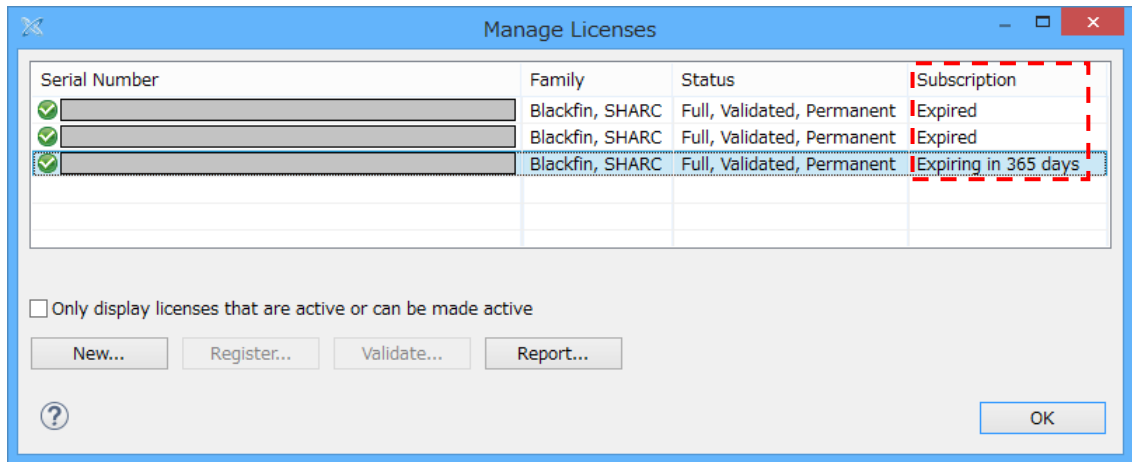 Manage Licenses
Serial Number Family Status Subscription
Blackfin, SHARC Full, Validated, Permanent Expired
Blackfin, SHARC Full, Validated, Permanent Expired
Blackfin, SHARC Full, Validated, Permanent Expiring in 365 days
Only display licenses that are active or can be made active
New... Register... Validate... Report...
? OK